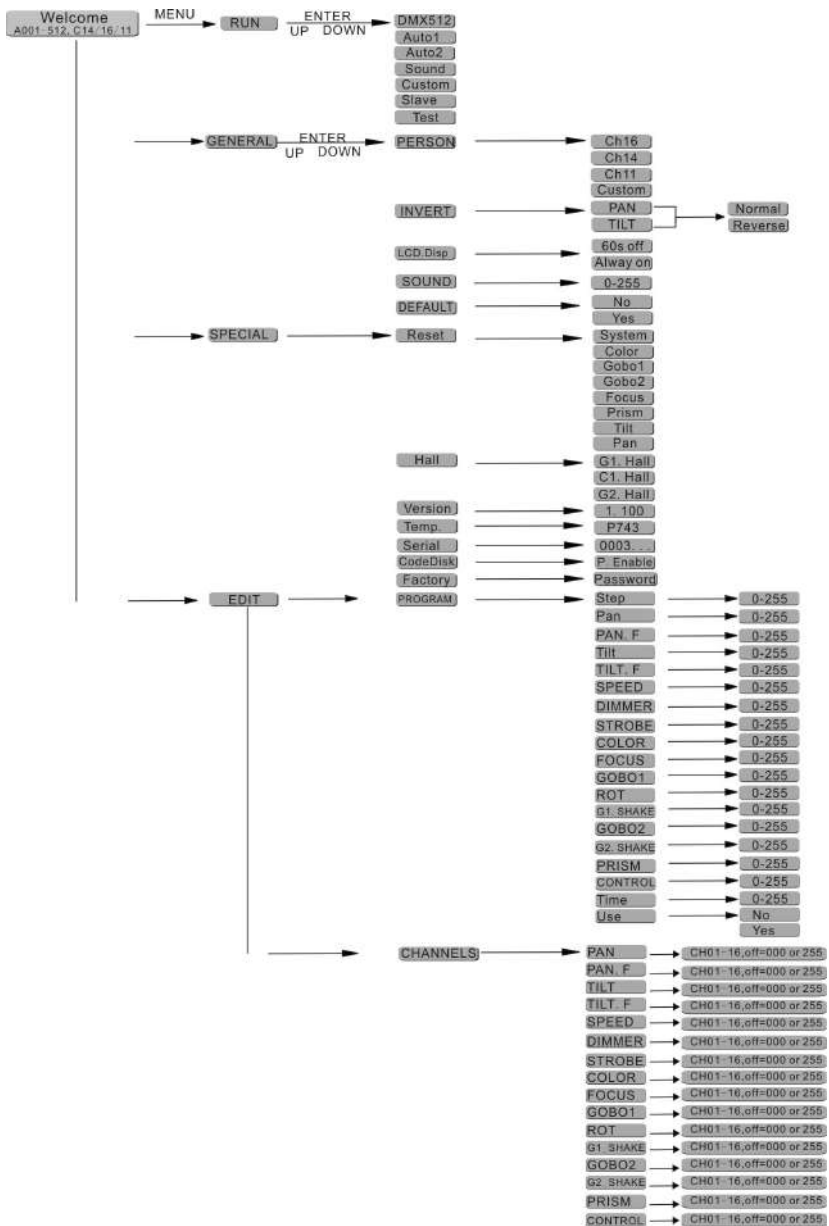 Welcome
A001-512, C14/16/11
MENU
RUN
ENTER
UP DOWN
DMX512
Auto1
Auto2
Sound
Custom
Slave
Test
GENERAL
ENTER
UP DOWN
PERSON
Ch16
Ch14
Ch11
Custom
INVERT
PAN
TILT
Normal
Reverse
LCD.Disp
60s off
Alway on
SOUND
0-255
DEFAULT
No
Yes
SPECIAL
Reset
System
Color
Gobo1
Gobo2
Focus
Prism
Tilt
Pan
Hall
G1. Hall
C1. Hall
G2. Hall
Version
1. 100
Temp.
P743
Serial
0003. . .
CodeDisk
P. Enable
Factory
Password
EDIT
PROGRAM
Step 0-255
Pan 0-255
PAN. F 0-255
Tilt 0-255
TILT. F 0-255
SPEED 0-255
DIMMER 0-255
STROBE 0-255
COLOR 0-255
FOCUS 0-255
GOBO1 0-255
ROT 0-255
G1. SHAKE 0-255
GOBO2 0-255
G2. SHAKE 0-255
PRISM 0-255
CONTROL 0-255
Time 0-255
Use No
Yes
CHANNELS
PAN CH01-16,off=000 or 255
PAN. F CH01-16,off=000 or 255
TILT CH01-16,off=000 or 255
TILT. F CH01-16,off=000 or 255
SPEED CH01-16,off=000 or 255
DIMMER CH01-16,off=000 or 255
STROBE CH01-16,off=000 or 255
COLOR CH01-16,off=000 or 255
FOCUS CH01-16,off=000 or 255
GOBO1 CH01-16,off=000 or 255
ROT CH01-16,off=000 or 255
G1. SHAKE CH01-16,off=000 or 255
GOBO2 CH01-16,off=000 or 255
G2. SHAKE CH01-16,off=000 or 255
PRISM CH01-16,off=000 or 255
CONTROL CH01-16,off=000 or 255